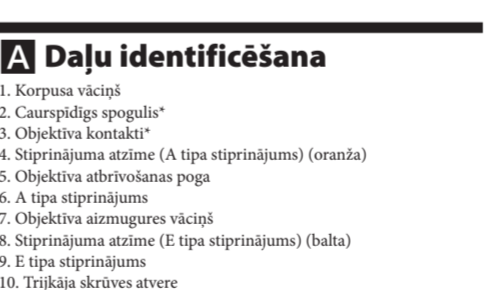 A Daļu identificēšana
1. Korpusa vāciņš
2. Caurspīdīgs spogulis*
3. Objektīva kontakti*
4. Stiprinājuma atzīme (A tipa stiprinājums) (oranža)
5. Objektīva atbrīvošanas poga
6. A tipa stiprinājums
7. Objektīva aizmugures vāciņš
8. Stiprinājuma atzīme (E tipa stiprinājums) (balta)
9. E tipa stiprinājums
10. Trijkāja skrūves atvere